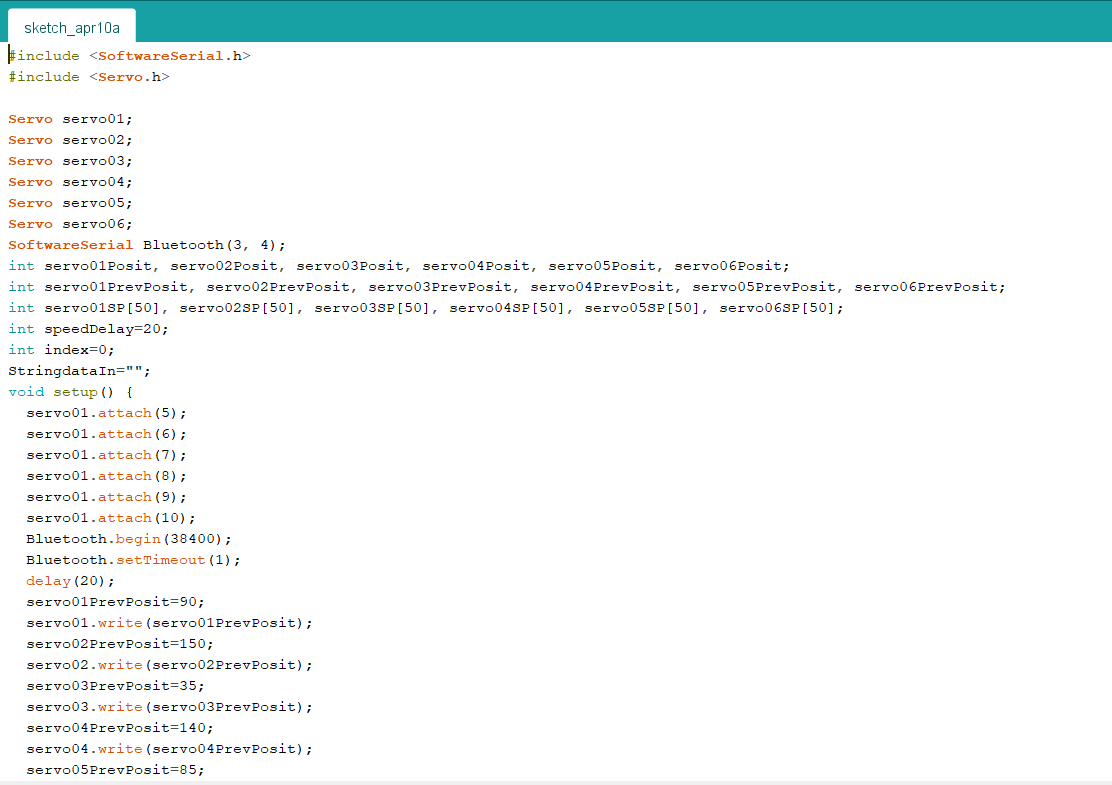 sketch_apr10a
#include <SoftwareSerial.h>
#include <Servo.h>
Servo servo01;
Servo servo02;
Servo servo03;
Servo servo04;
Servo servo05;
Servo servo06;
SoftwareSerial Bluetooth(3, 4);
int servo01Posit, servo02Posit, servo03Posit, servo04Posit, servo05Posit, servo06Posit;
int servo01PrevPosit, servo02PrevPosit, servo03PrevPosit, servo04PrevPosit, servo05PrevPosit, servo06PrevPosit;
int servo01SP[50], servo02SP[50], servo03SP[50], servo04SP[50], servo05SP[50], servo06SP[50];
int speedDelay=20;
int index=0;
StringdataIn="";
void setup() {
  servo01.attach(5);
  servo01.attach(6);
  servo01.attach(7);
  servo01.attach(8);
  servo01.attach(9);
  servo01.attach(10);
  Bluetooth.begin(38400);
  Bluetooth.setTimeout(1);
  delay(20);
  servo01PrevPosit=90;
  servo01.write(servo01PrevPosit);
  servo02PrevPosit=150;
  servo02.write(servo02PrevPosit);
  servo03PrevPosit=35;
  servo03.write(servo03PrevPosit);
  servo04PrevPosit=140;
  servo04.write(servo04PrevPosit);
  servo05PrevPosit=85;